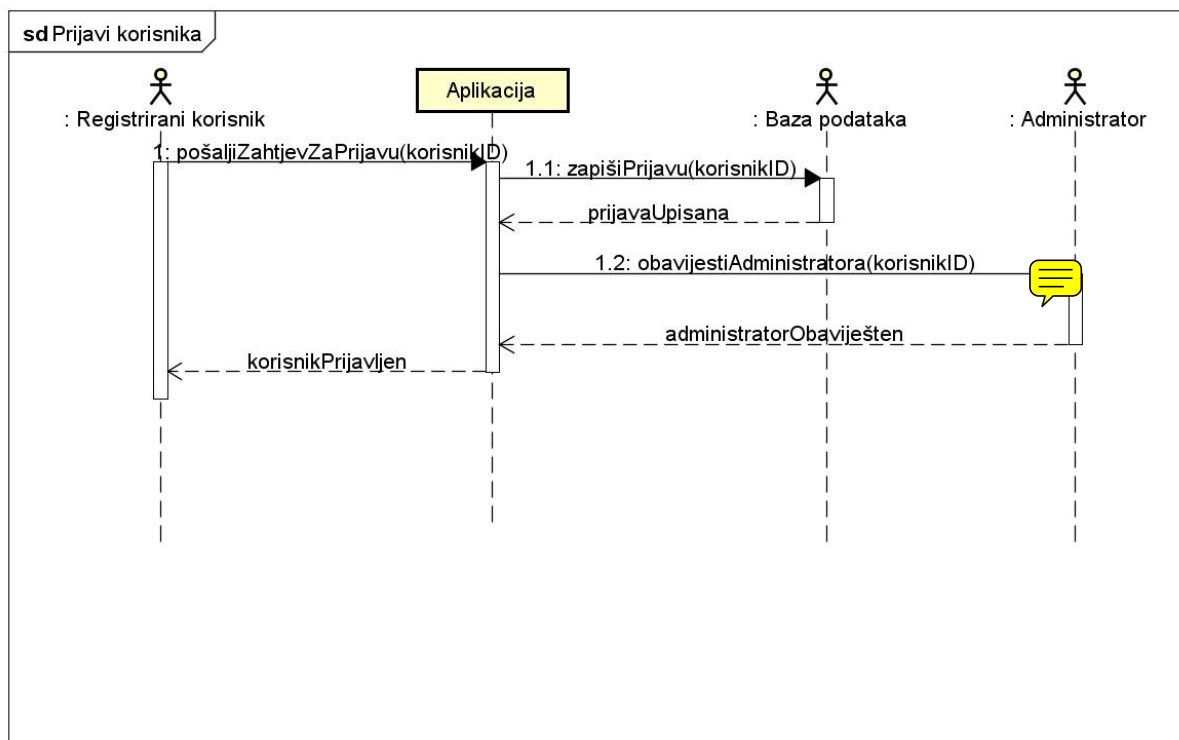 sd Prijavi korisnika
Aplikacija
: Registrirani korisnik
: Baza podataka
: Administrator
1: pošaljiZahtjevZaPrijavu(korisnikID)
1.1: zapišiPrijavu(korisnikID)
prijavaUpisana
1.2: obavijestiAdministratora(korisnikID)
administratorObaviješten
korisnikPrijavljen